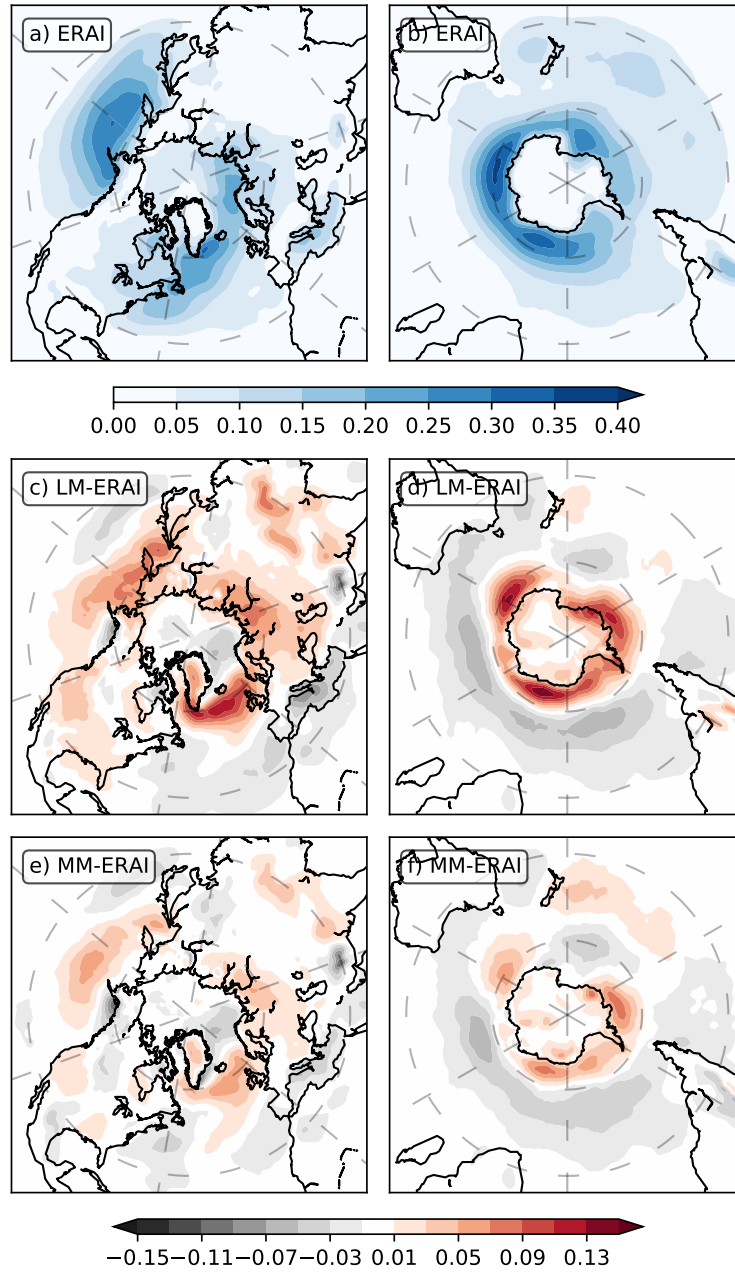 a) ERAI
b) ERAI
0.00 0.05 0.10 0.15 0.20 0.25 0.30 0.35 0.40
c) LM-ERAI
d) LM-ERAI
e) MM-ERAI
f) MM-ERAI
−0.15 −0.11 −0.07 −0.03 0.01 0.05 0.09 0.13